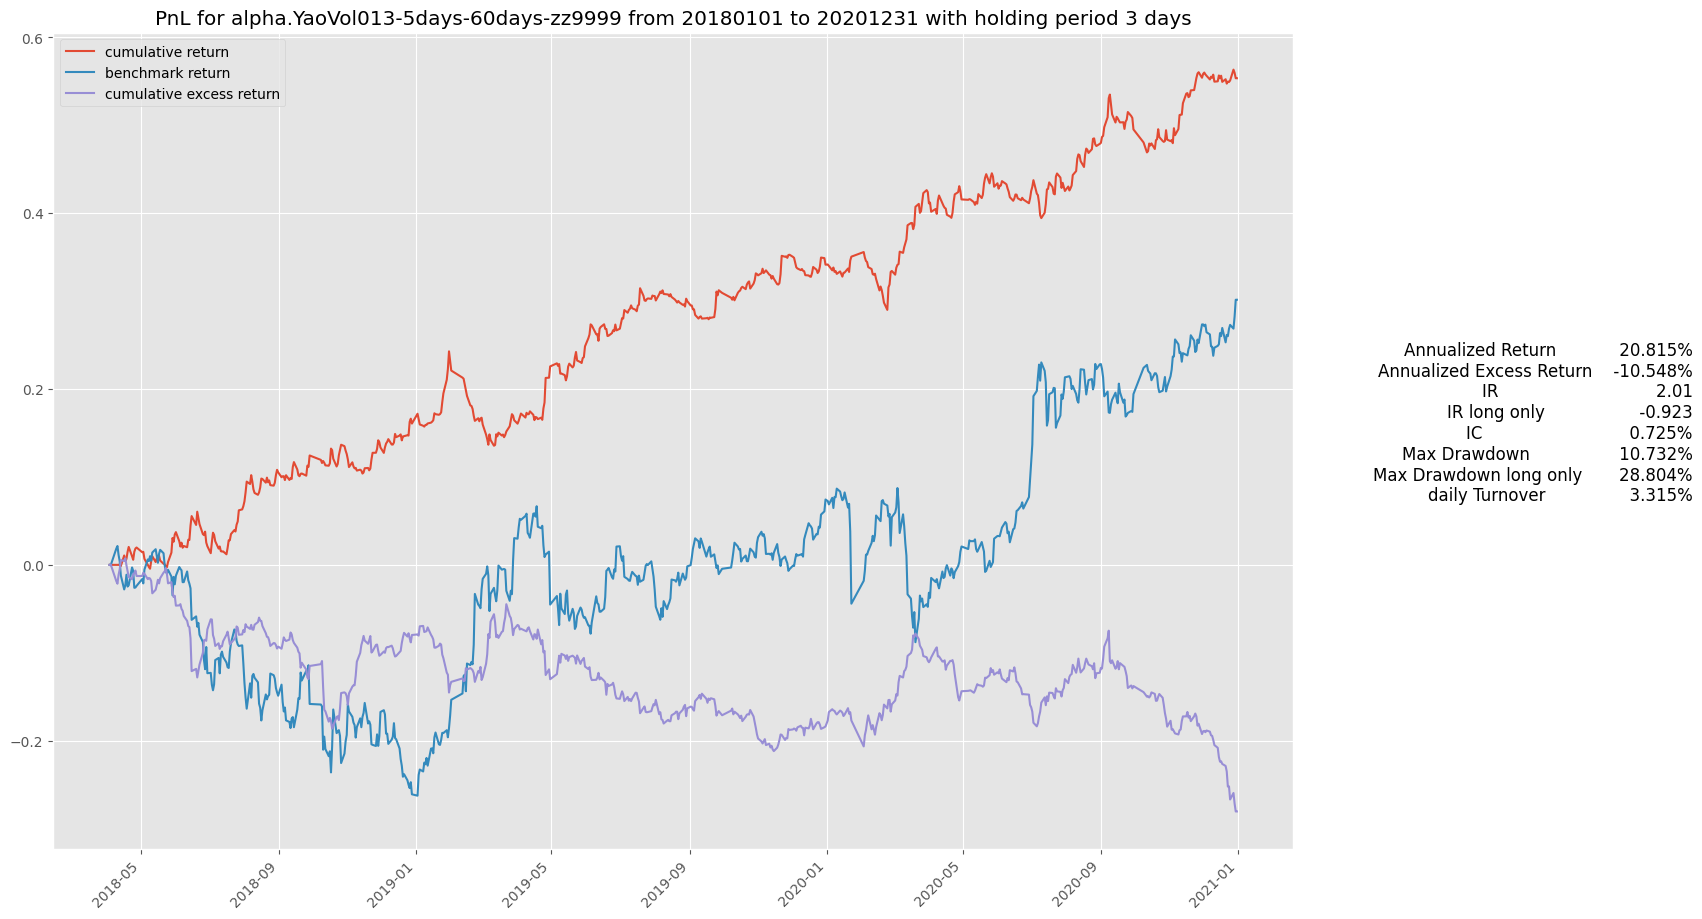 PnL for alpha.YaoVol013-5days-60days-zz9999 from 20180101 to 20201231 with holding period 3 days
cumulative return
benchmark return
cumulative excess return
0.6
0.4
0.2
0.0
−0.2
2018-05
2018-09
2019-01
2019-05
2019-09
2020-01
2020-05
2020-09
2021-01
Annualized Return 20.815%
Annualized Excess Return -10.548%
IR 2.01
IR long only -0.923
IC 0.725%
Max Drawdown 10.732%
Max Drawdown long only 28.804%
daily Turnover 3.315%